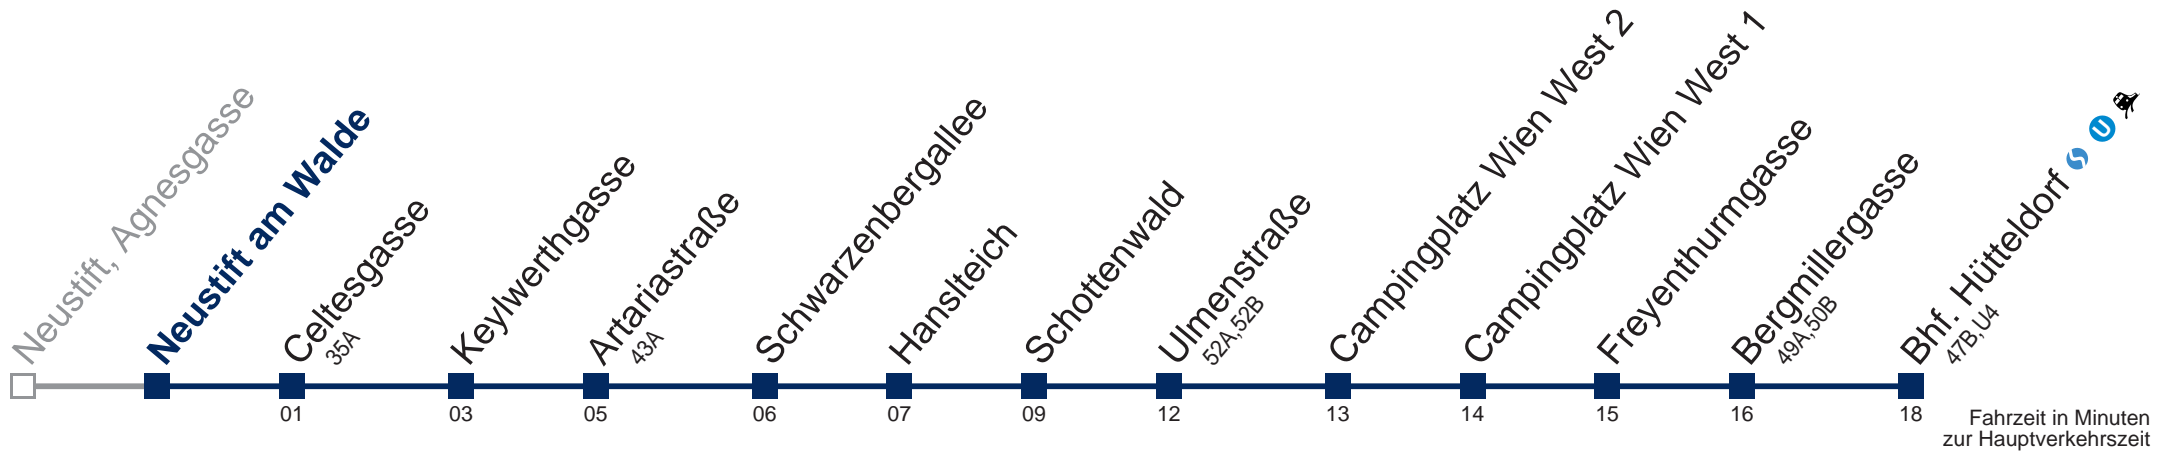 Neustift, Agnesgasse
Neustift am Walde
Celtesgasse
35A
Keylwerthgasse
Artariastraße
43A
Schwarzenbergallee
Hanslteich
Schottenwald
Ulmenstraße
52A,52B
Campingplatz Wien West 2
Campingplatz Wien West 1
Freyenthurmgasse
Bergmillergasse
49A,50B
Bhf. Hütteldorf S U
47B,U4
01 03 05 06 07 09 12 13 14 15 16 18
Fahrzeit in Minuten
zur Hauptverkehrszeit